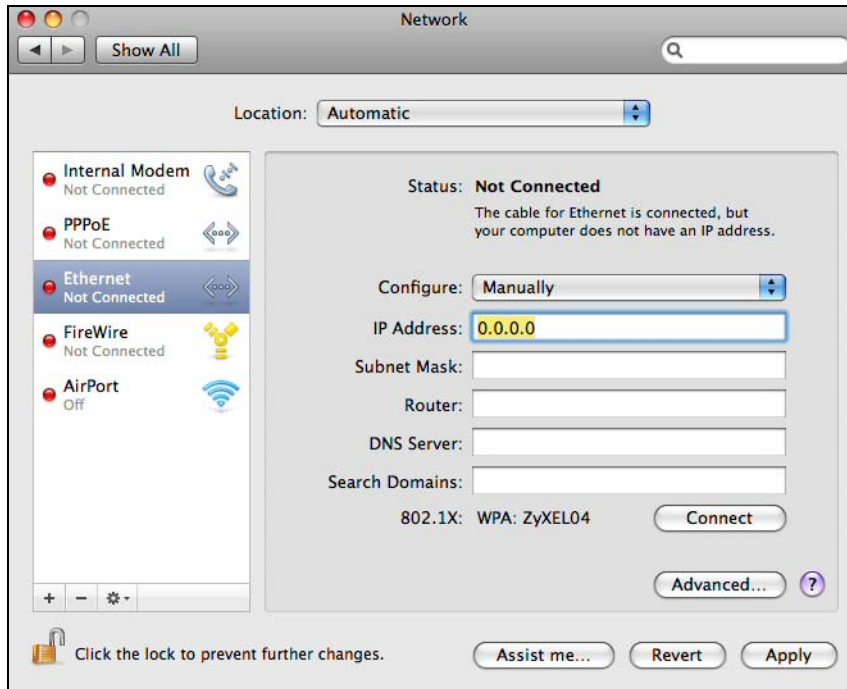 Network
Show All
Location: Automatic
Internal Modem
Not Connected
PPPoE
Not Connected
Ethernet
Not Connected
FireWire
Not Connected
AirPort
Off
Status: Not Connected
The cable for Ethernet is connected, but
your computer does not have an IP address.
Configure: Manually
IP Address: 0.0.0.0
Subnet Mask:
Router:
DNS Server:
Search Domains:
802.1X: WPA: ZyXEL04 Connect
Advanced... ?
Click the lock to prevent further changes.
Assist me... Revert Apply